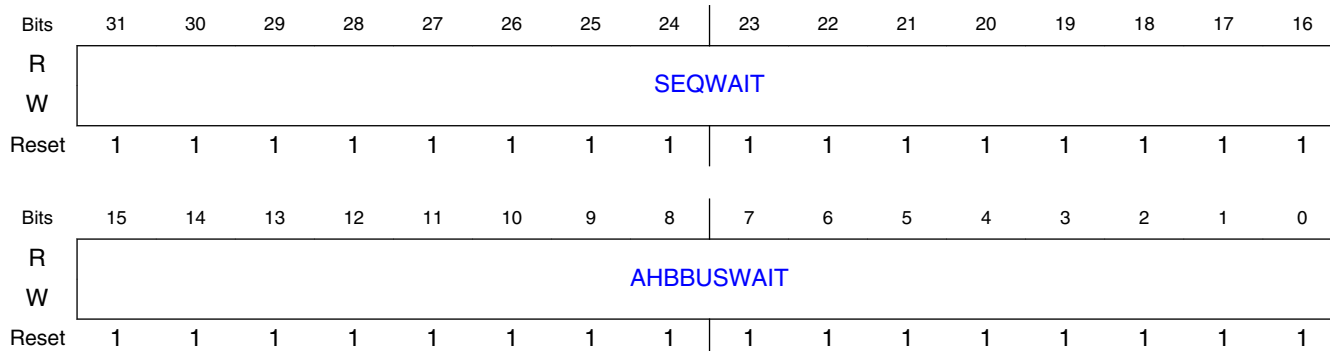 Bits 31 30 29 28 27 26 25 24 23 22 21 20 19 18 17 16
R
SEQWAIT
W
Reset 1 1 1 1 1 1 1 1 1 1 1 1 1 1 1 1
Bits 15 14 13 12 11 10 9 8 7 6 5 4 3 2 1 0
R
AHBBUSWAIT
W
Reset 1 1 1 1 1 1 1 1 1 1 1 1 1 1 1 1